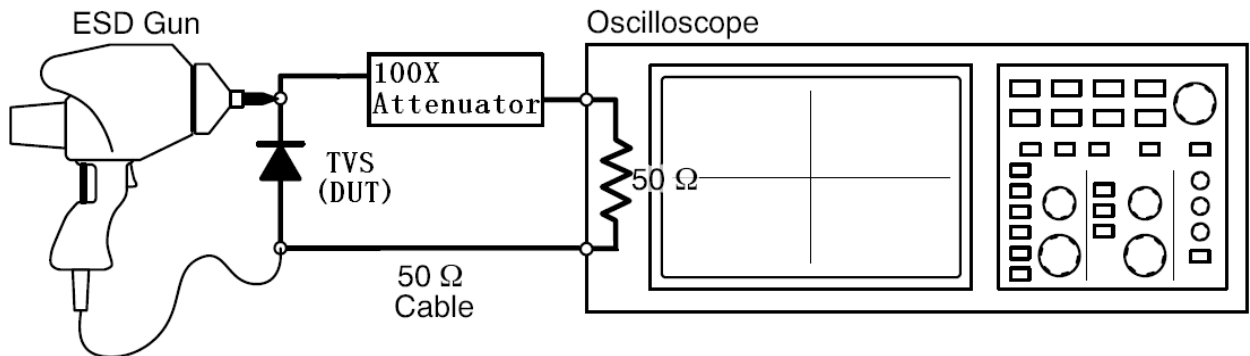 ESD Gun
Oscilloscope
100X
Attenuator
TVS
(DUT)
50 Ω
50 Ω
Cable